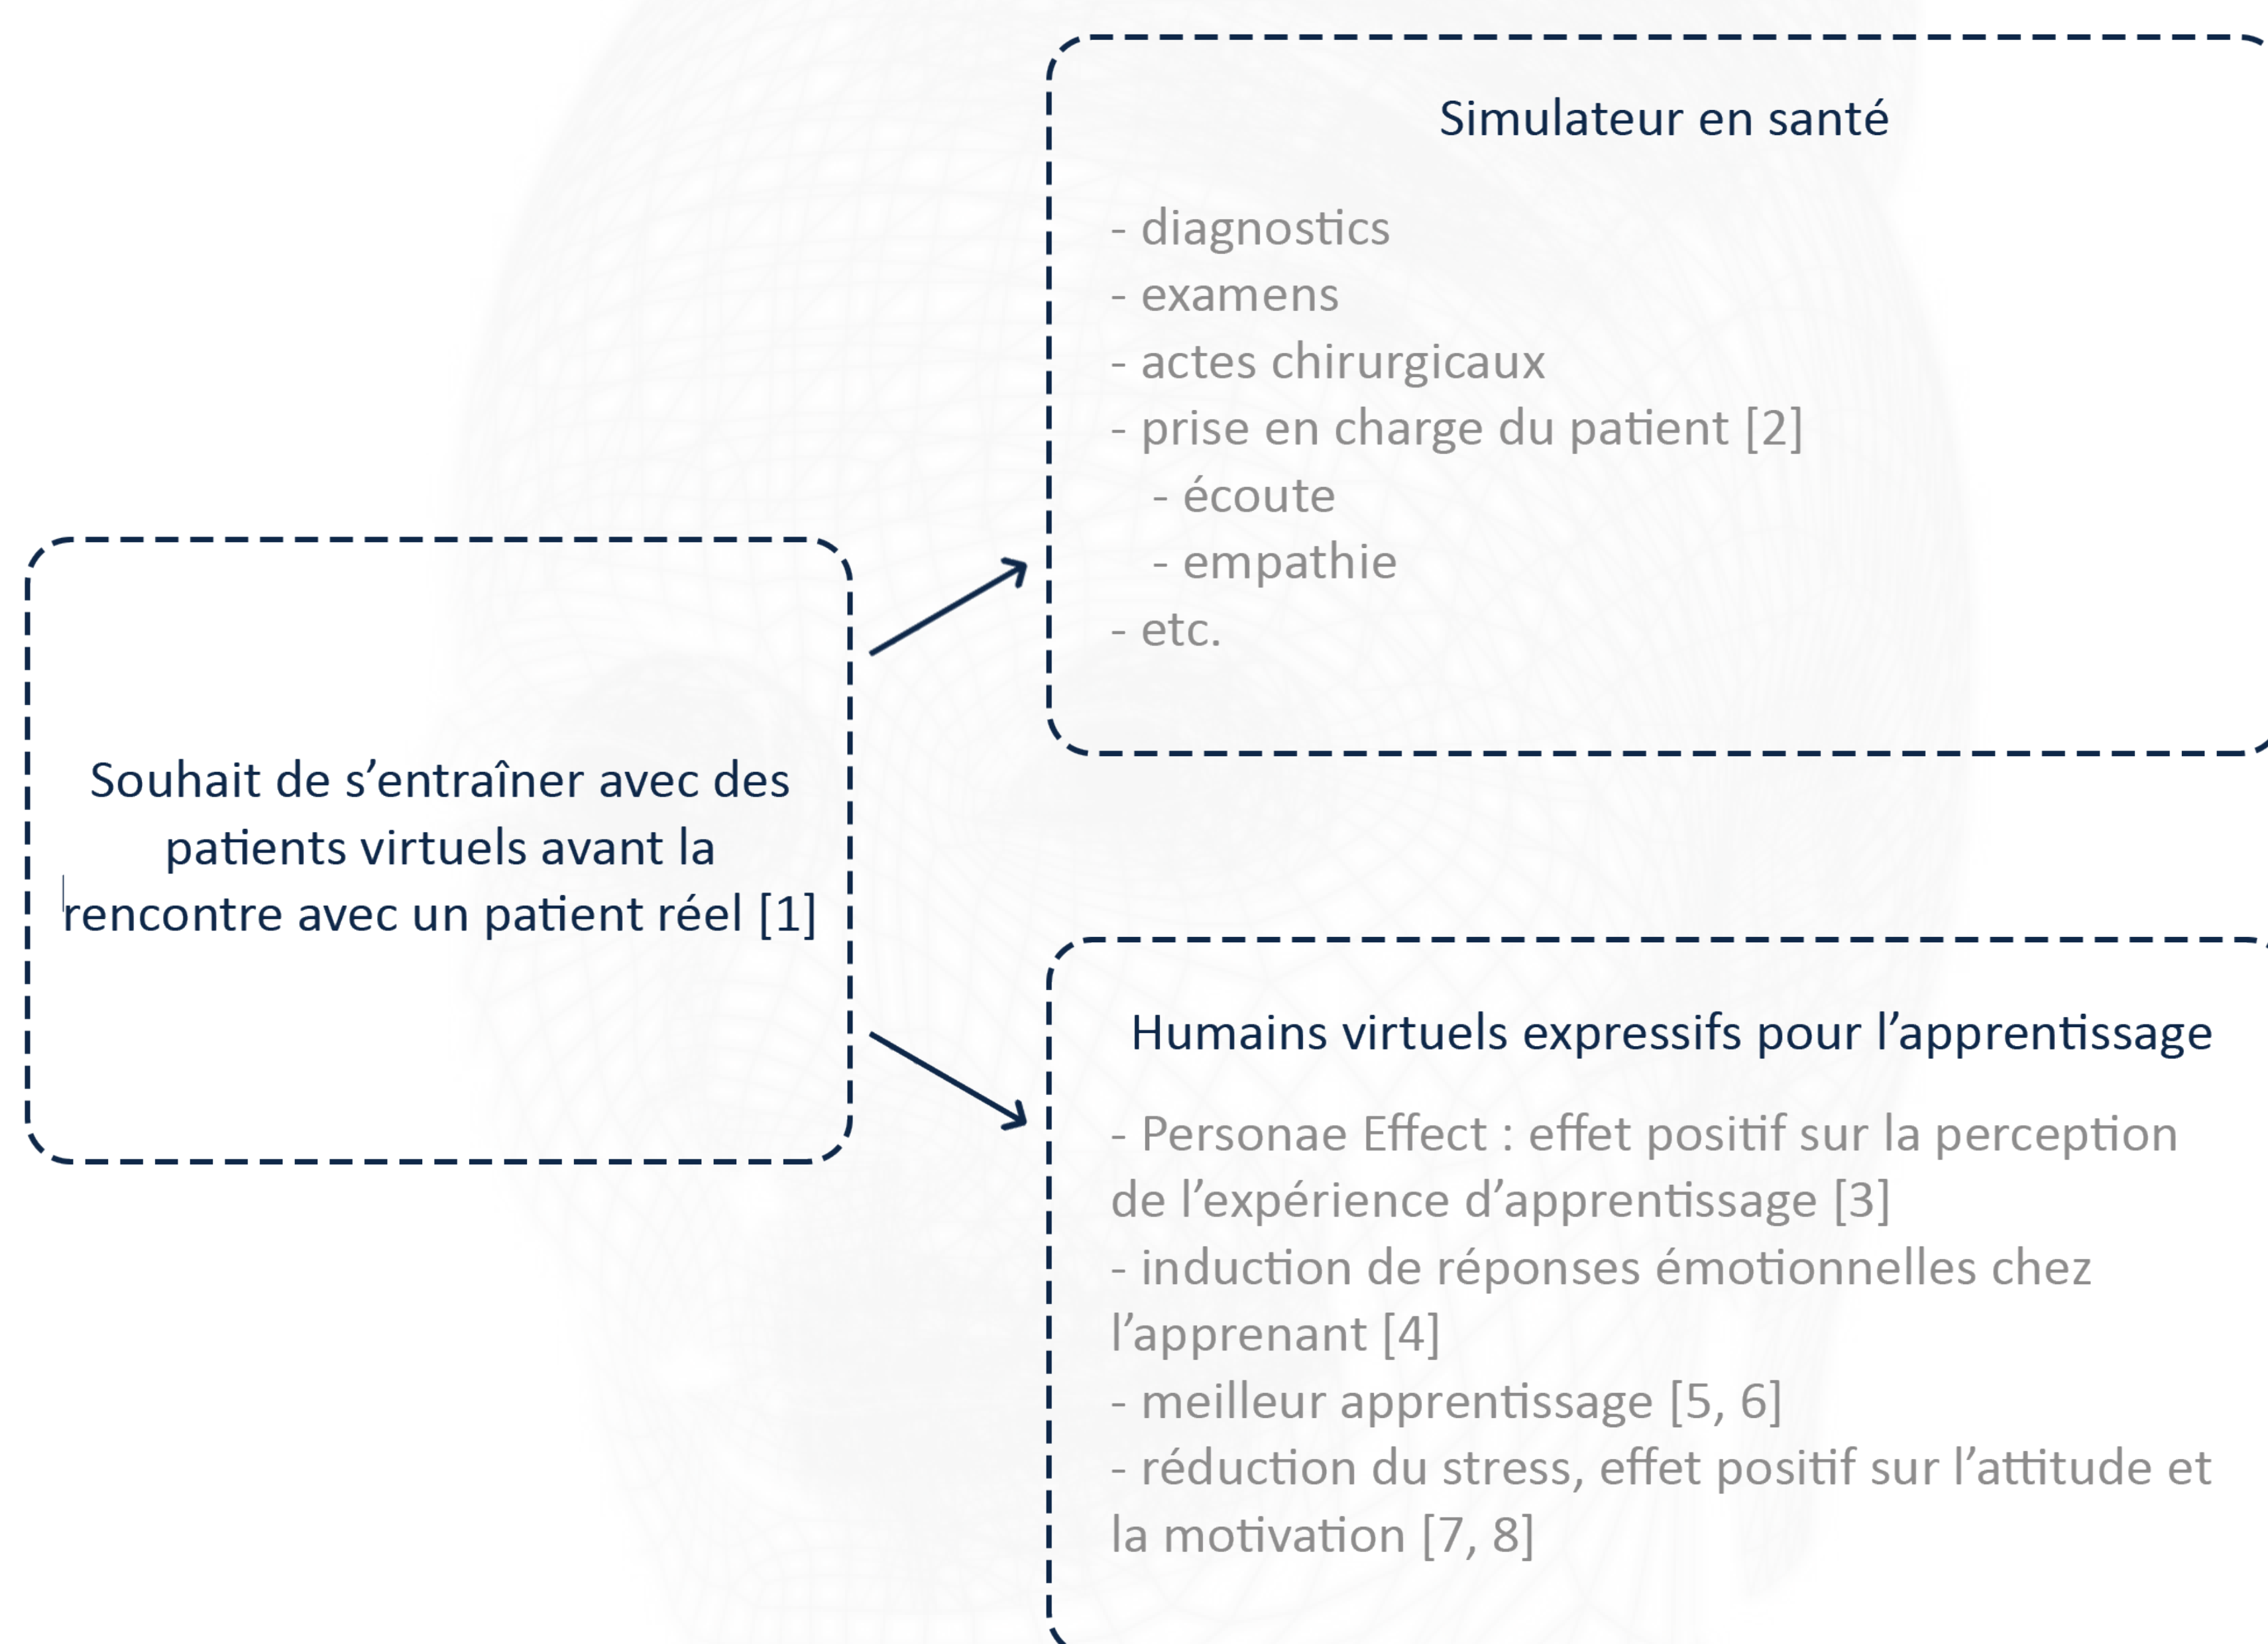 Souhait de s’entraîner avec des
patients virtuels avant la
rencontre avec un patient réel [1]
Simulateur en santé
- diagnostics
- examens
- actes chirurgicaux
- prise en charge du patient [2]
- écoute
- empathie
- etc.
Humains virtuels expressifs pour l’apprentissage
- Personae Effect : effet positif sur la perception
de l’expérience d’apprentissage [3]
- induction de réponses émotionnelles chez
l’apprenant [4]
- meilleur apprentissage [5, 6]
- réduction du stress, effet positif sur l’attitude et
la motivation [7, 8]